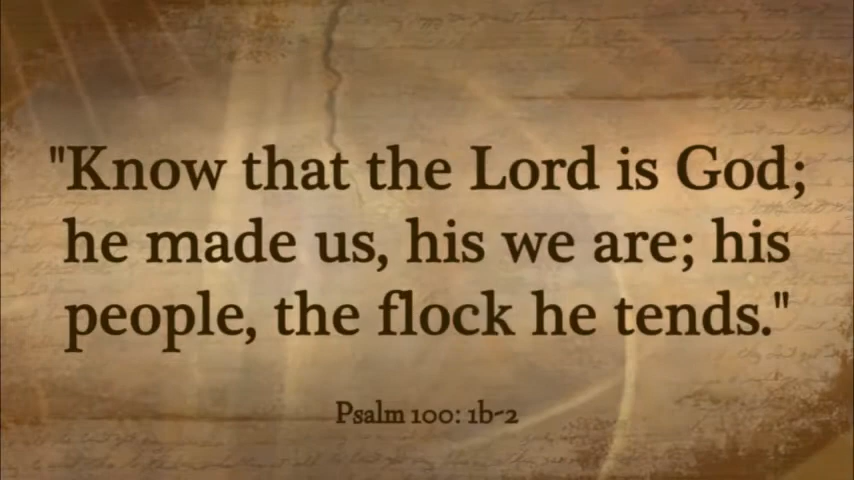 "Know that the Lord is God;
he made us, his we are; his
people, the flock he tends."
Psalm 100: 1b-2